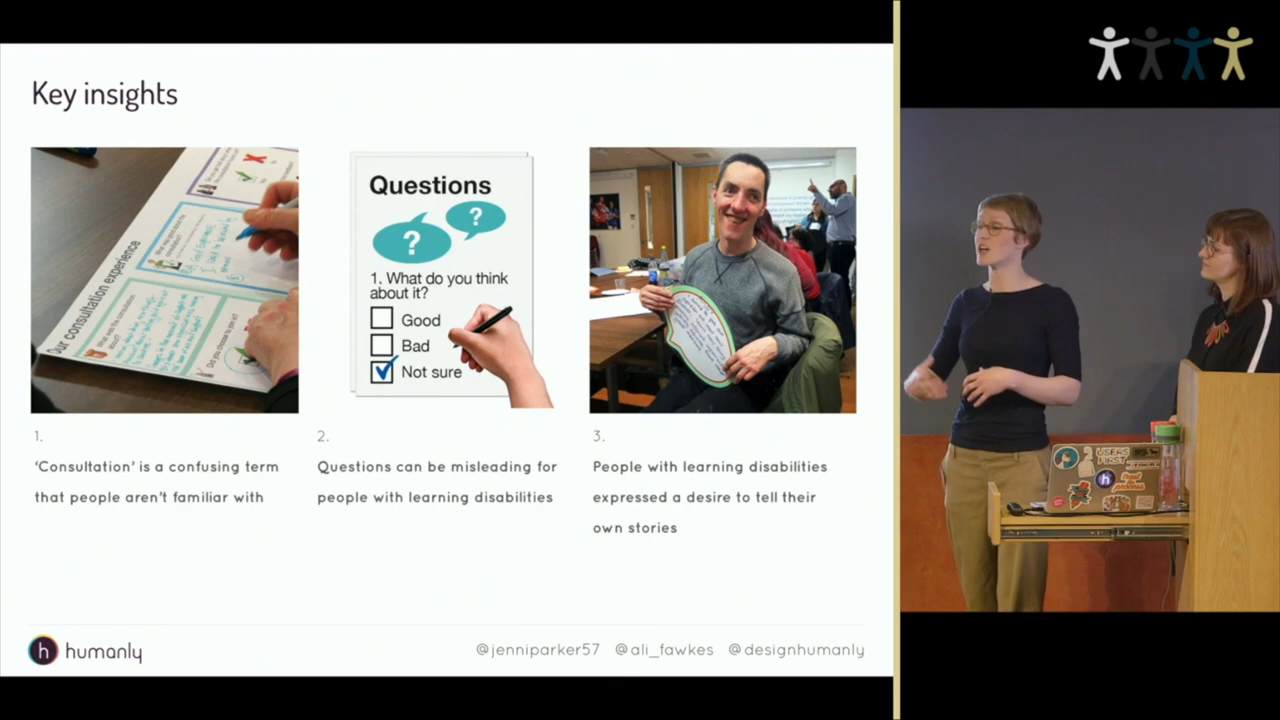 Key insights
Our consultation experience
Questions
?
?
1. What do you think
about it?
Good
Bad
Not sure
1.
‘Consultation’ is a confusing term
that people aren't familiar with
2.
Questions can be misleading for
people with learning disabilities
3.
People with learning disabilities
expressed a desire to tell their
own stories
h humanly
@jenniparker57 @ali_fawkes @designhumanly
USERS
FIRST
h